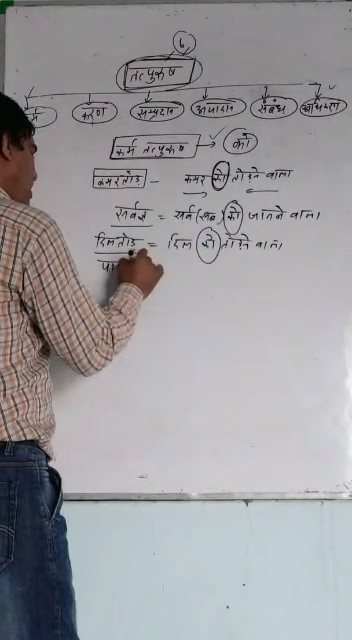 6
तत्पुरूष
र्म करण सम्प्रदान अपादान संबंध अधिकरण
कर्म तत्पुरूष को
कमरतोड़ - कमर को तोड़ने वाला
सर्वज्ञ = सर्व (सब) को जानने वाला
दिलतोड़ = दिल को तोड़ने वाला